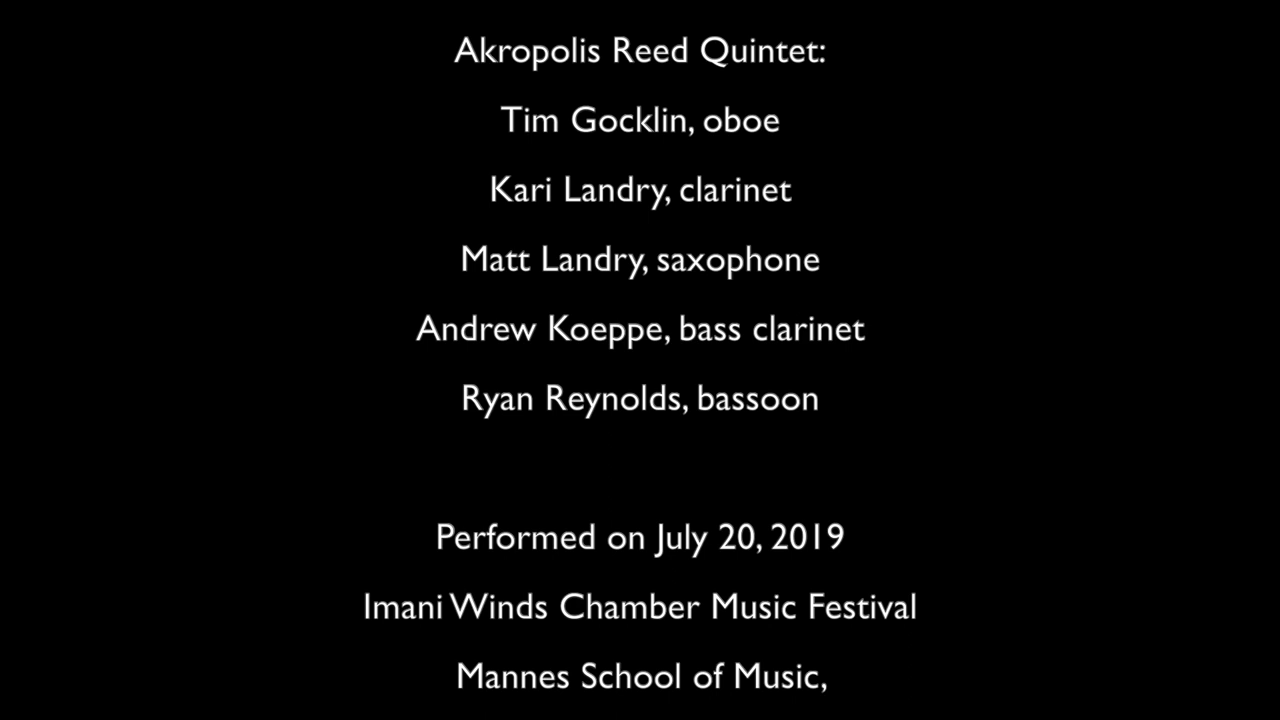 Akropolis Reed Quintet:
Tim Gocklin, oboe
Kari Landry, clarinet
Matt Landry, saxophone
Andrew Koeppe, bass clarinet
Ryan Reynolds, bassoon
Performed on July 20, 2019
Imani Winds Chamber Music Festival
Mannes School of Music,